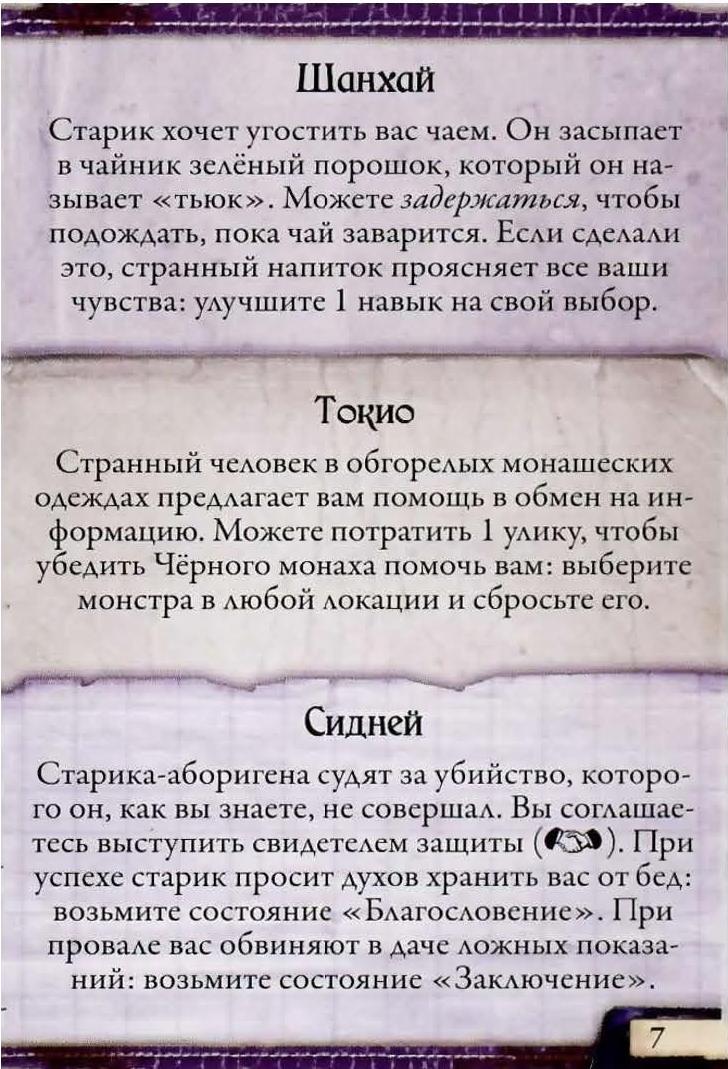 Шанхай
Старик хочет угостить вас чаем. Он засыпает
в чайник зелёный порошок, который он на-
зывает «тьюк». Можете задержаться, чтобы
подождать, пока чай заварится. Если сделали
это, странный напиток проясняет все ваши
чувства: улучшите 1 навык на свой выбор.
Токио
Странный человек в обгорелых монашеских
одеждах предлагает вам помощь в обмен на ин-
формацию. Можете потратить 1 улику, чтобы
убедить Чёрного монаха помочь вам: выберите
монстра в любой локации и сбросьте его.
Сидней
Старика-аборигена судят за убийство, которо-
го он, как вы знаете, не совершал. Вы соглашае-
тесь выступить свидетелем защиты (). При
успехе старик просит духов хранить вас от бед:
возьмите состояние «Благословение». При
провале вас обвиняют в даче ложных показа-
ний: возьмите состояние «Заключение».
7